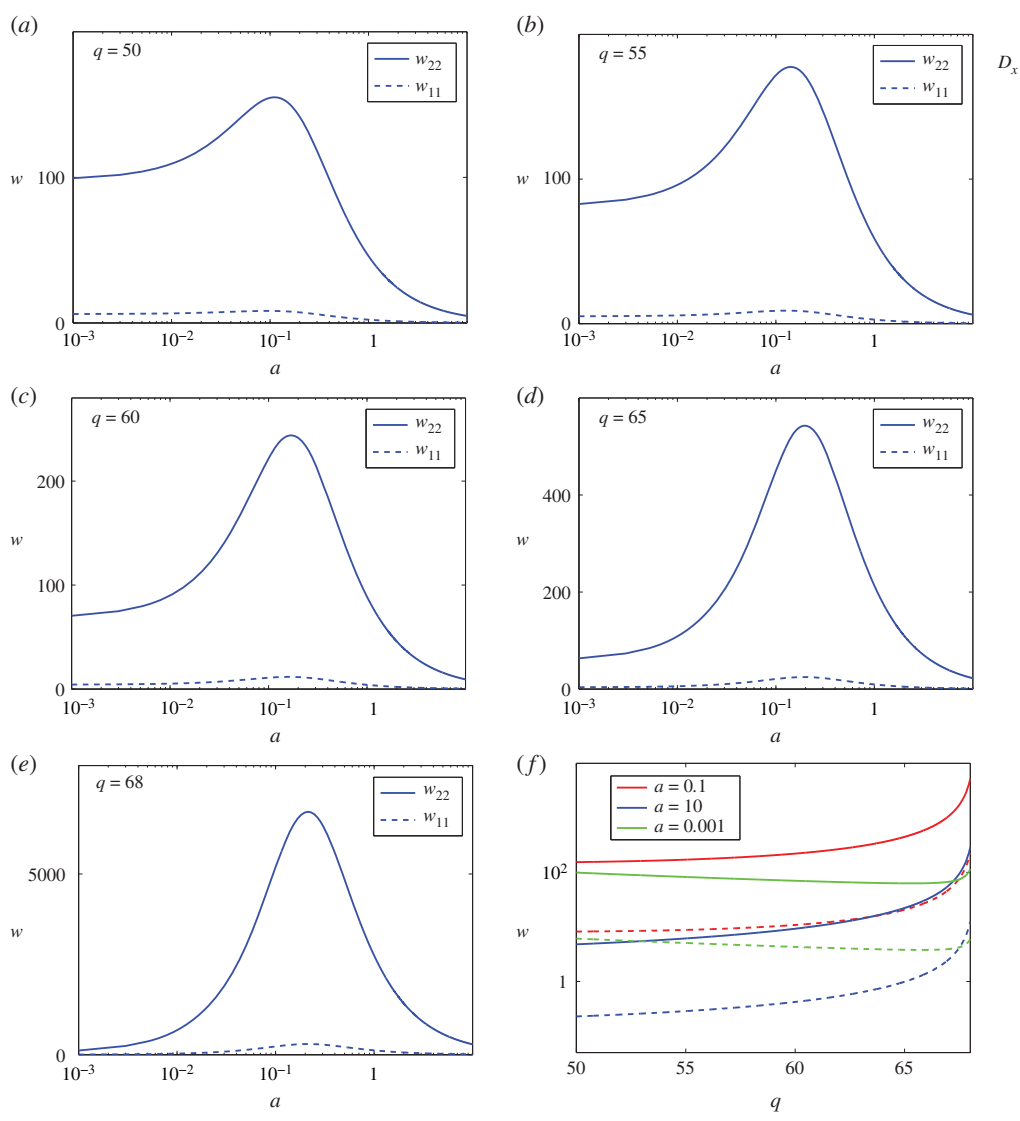 (a)
q = 50
w₂₂
w₁₁
w
100
0
10⁻³
10⁻²
10⁻¹
1
a
(b)
q = 55
w₂₂
w₁₁
Dₓ
w
100
0
10⁻³
10⁻²
10⁻¹
1
a
(c)
q = 60
w₂₂
w₁₁
200
w
100
0
10⁻³
10⁻²
10⁻¹
1
a
(d)
q = 65
w₂₂
w₁₁
400
w
200
0
10⁻³
10⁻²
10⁻¹
1
a
(e)
q = 68
w₂₂
w₁₁
5000
w
0
10⁻³
10⁻²
10⁻¹
1
a
(f)
a = 0.1
a = 10
a = 0.001
10²
w
1
50
55
60
65
q